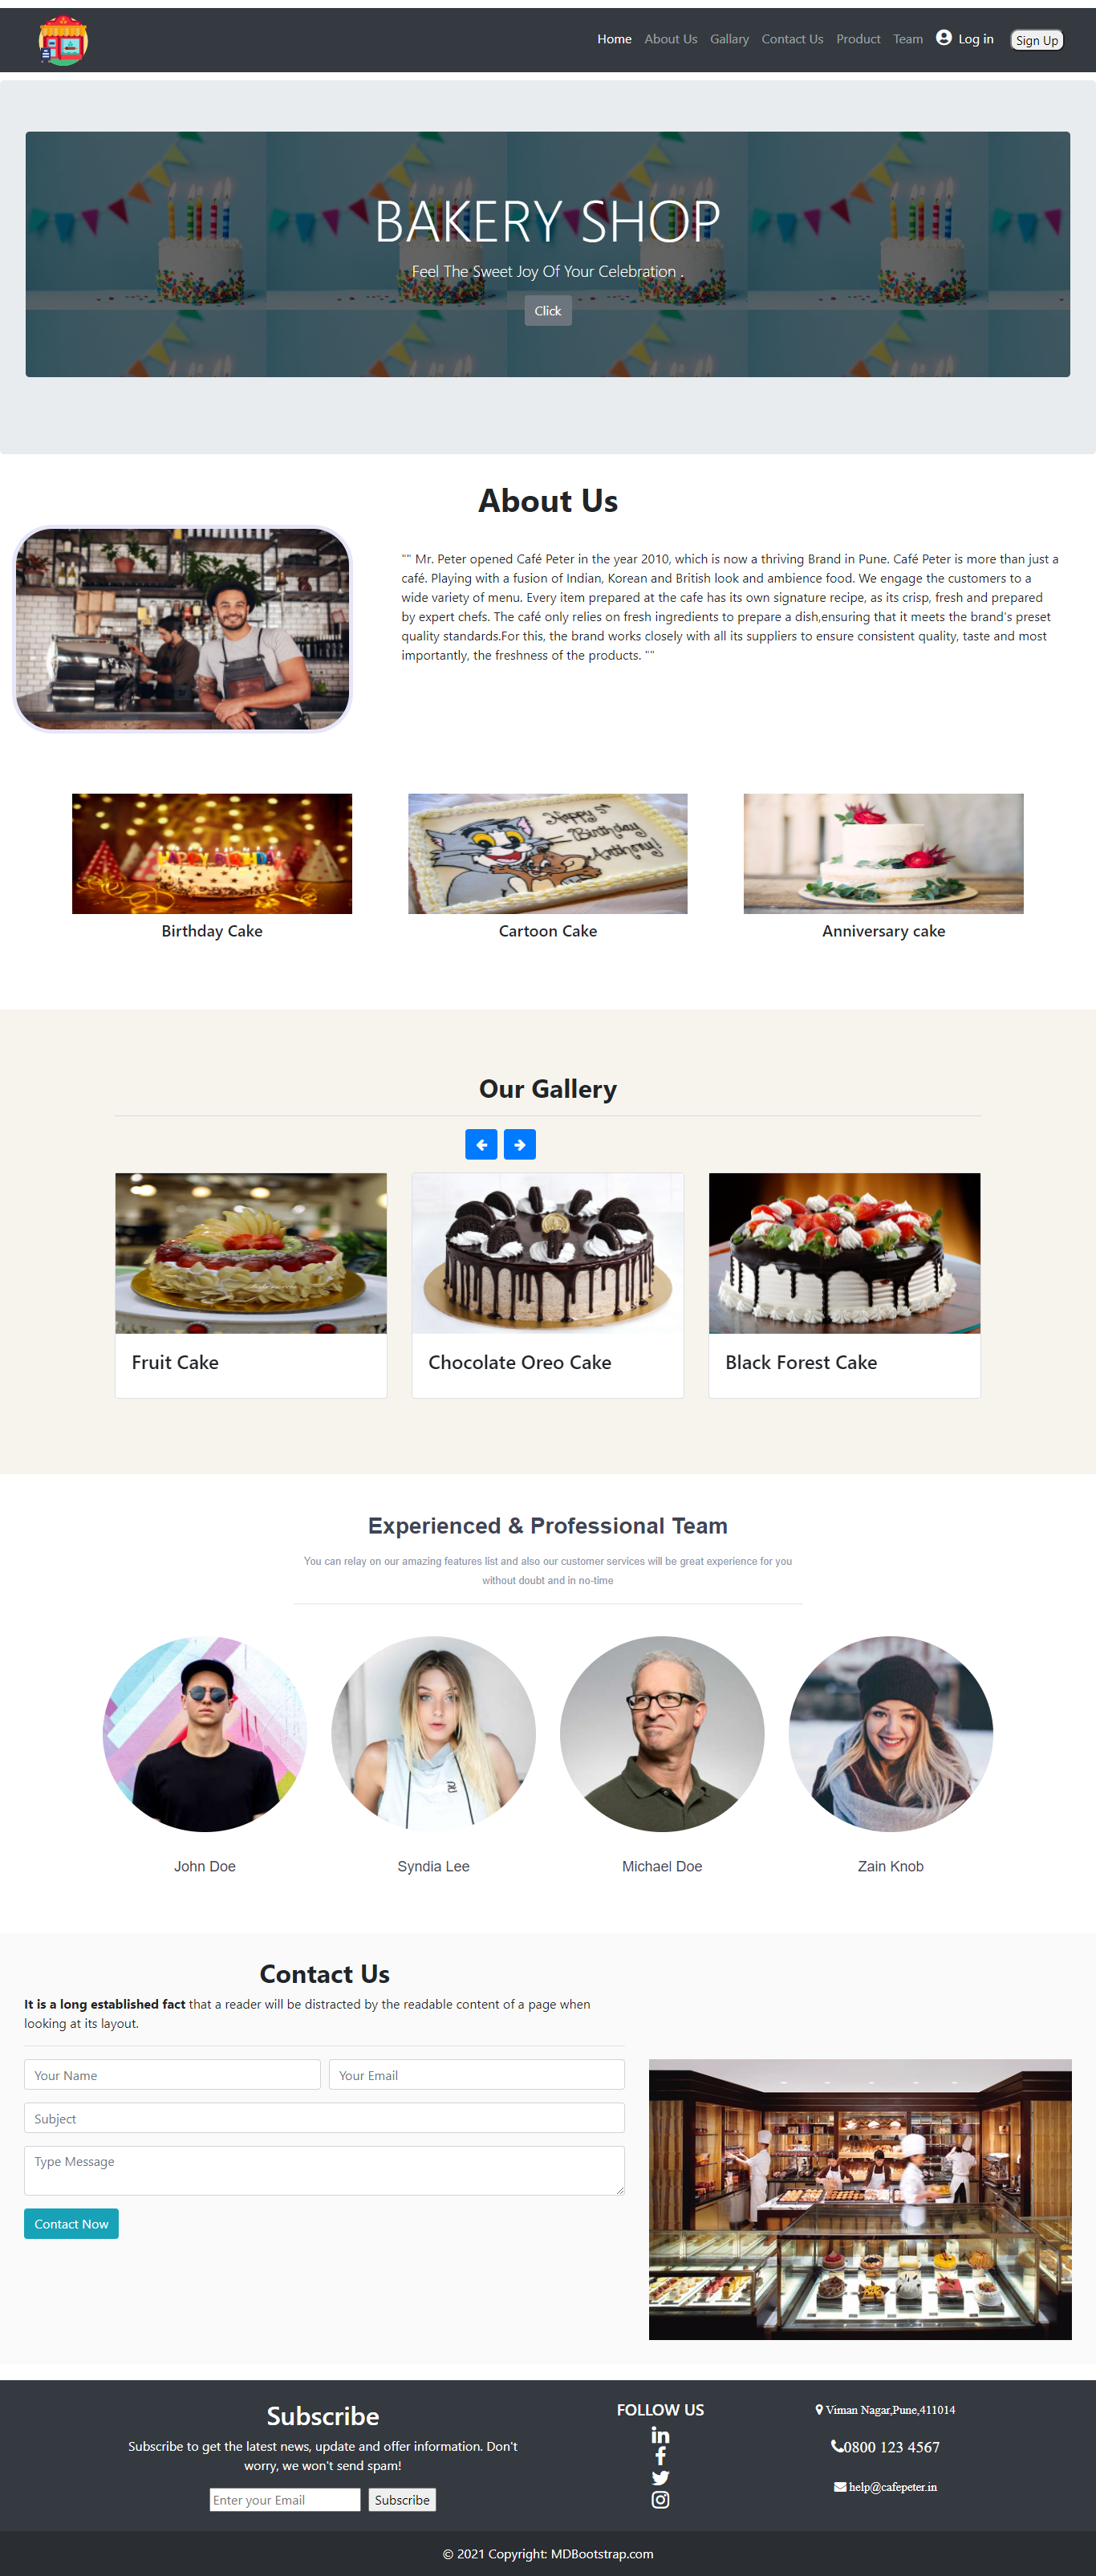 Home About Us Gallary Contact Us Product Team Log in Sign Up
BAKERY SHOP
Feel The Sweet Joy Of Your Celebration .
Click
About Us
"" Mr. Peter opened Café Peter in the year 2010, which is now a thriving Brand in Pune. Café Peter is more than just a
café. Playing with a fusion of Indian, Korean and British look and ambience food. We engage the customers to a
wide variety of menu. Every item prepared at the cafe has its own signature recipe, as its crisp, fresh and prepared
by expert chefs. The café only relies on fresh ingredients to prepare a dish,ensuring that it meets the brand's preset
quality standards.For this, the brand works closely with all its suppliers to ensure consistent quality, taste and most
importantly, the freshness of the products. ""
HAPPY BIRTHDAY
Happy 5th
Birthday
Anthony!
Birthday Cake
Cartoon Cake
Anniversary cake
Our Gallery
Fruit Cake
Chocolate Oreo Cake
Black Forest Cake
Experienced & Professional Team
You can relay on our amazing features list and also our customer services will be great experience for you
without doubt and in no-time
John Doe
Syndia Lee
Michael Doe
Zain Knob
Contact Us
It is a long established fact that a reader will be distracted by the readable content of a page when
looking at its layout.
Your Name
Your Email
Subject
Type Message
Contact Now
Subscribe
Subscribe to get the latest news, update and offer information. Don't
worry, we won't send spam!
Enter your Email
Subscribe
FOLLOW US
Viman Nagar,Pune,411014
0800 123 4567
help@cafepeter.in
© 2021 Copyright: MDBootstrap.com